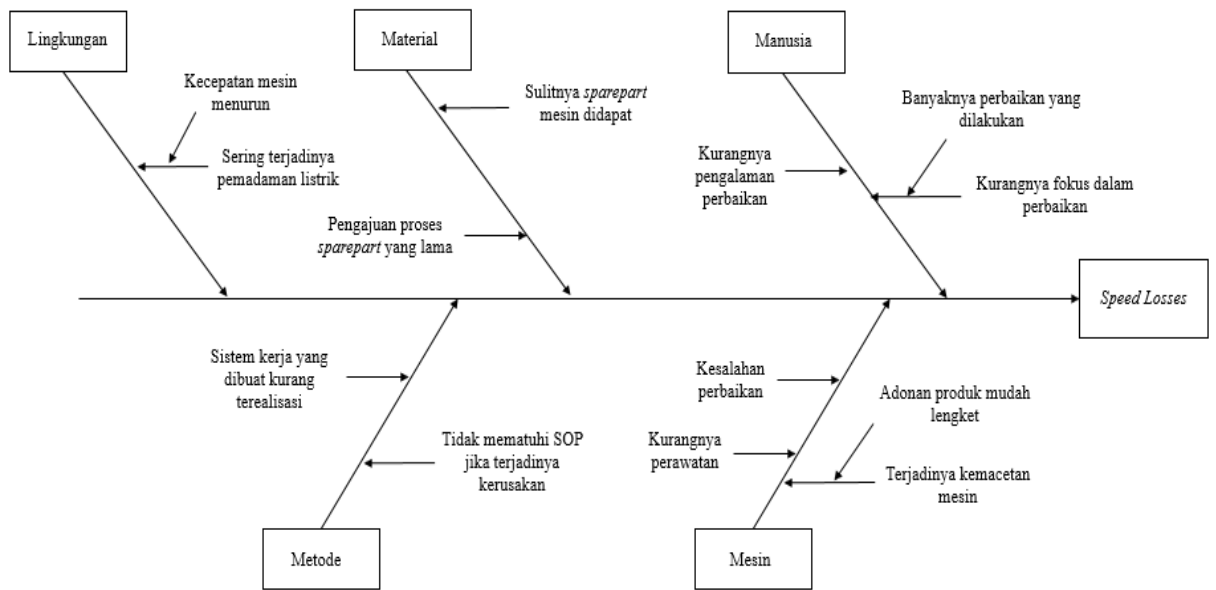 Lingkungan
Material
Manusia
Kecepatan mesin
menurun
Sering terjadinya
pemadaman listrik
Sulitnya sparepart
mesin didapat
Pengajuan proses
sparepart yang lama
Banyaknya perbaikan yang
dilakukan
Kurangnya
pengalaman
perbaikan
Kurangnya fokus dalam
perbaikan
Speed Losses
Sistem kerja yang
dibuat kurang
terealisasi
Tidak mematuhi SOP
jika terjadinya
kerusakan
Kesalahan
perbaikan
Kurangnya
perawatan
Adonan produk mudah
lengket
Terjadinya kemacetan
mesin
Metode
Mesin